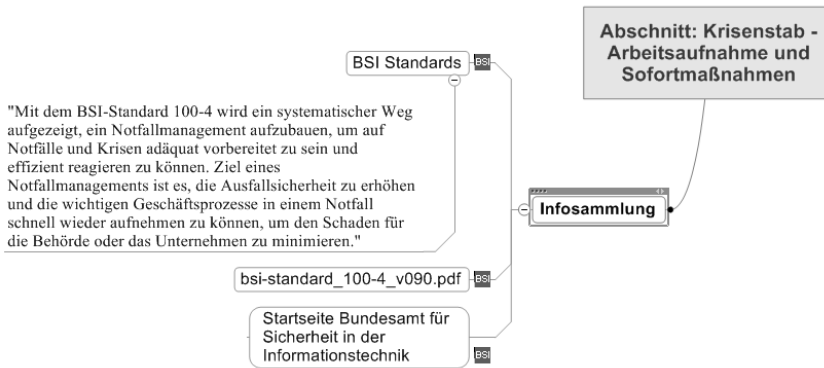 Abschnitt: Krisenstab -
Arbeitsaufnahme und
Sofortmaßnahmen
BSI Standards
BSI
"Mit dem BSI-Standard 100-4 wird ein systematischer Weg
aufgezeigt, ein Notfallmanagement aufzubauen, um auf
Notfälle und Krisen adäquat vorbereitet zu sein und
effizient reagieren zu können. Ziel eines
Notfallmanagements ist es, die Ausfallsicherheit zu erhöhen
und die wichtigen Geschäftsprozesse in einem Notfall
schnell wieder aufnehmen zu können, um den Schaden für
die Behörde oder das Unternehmen zu minimieren."
Infosammlung
bsi-standard_100-4_v090.pdf
BSI
Startseite Bundesamt für
Sicherheit in der
Informationstechnik
BSI